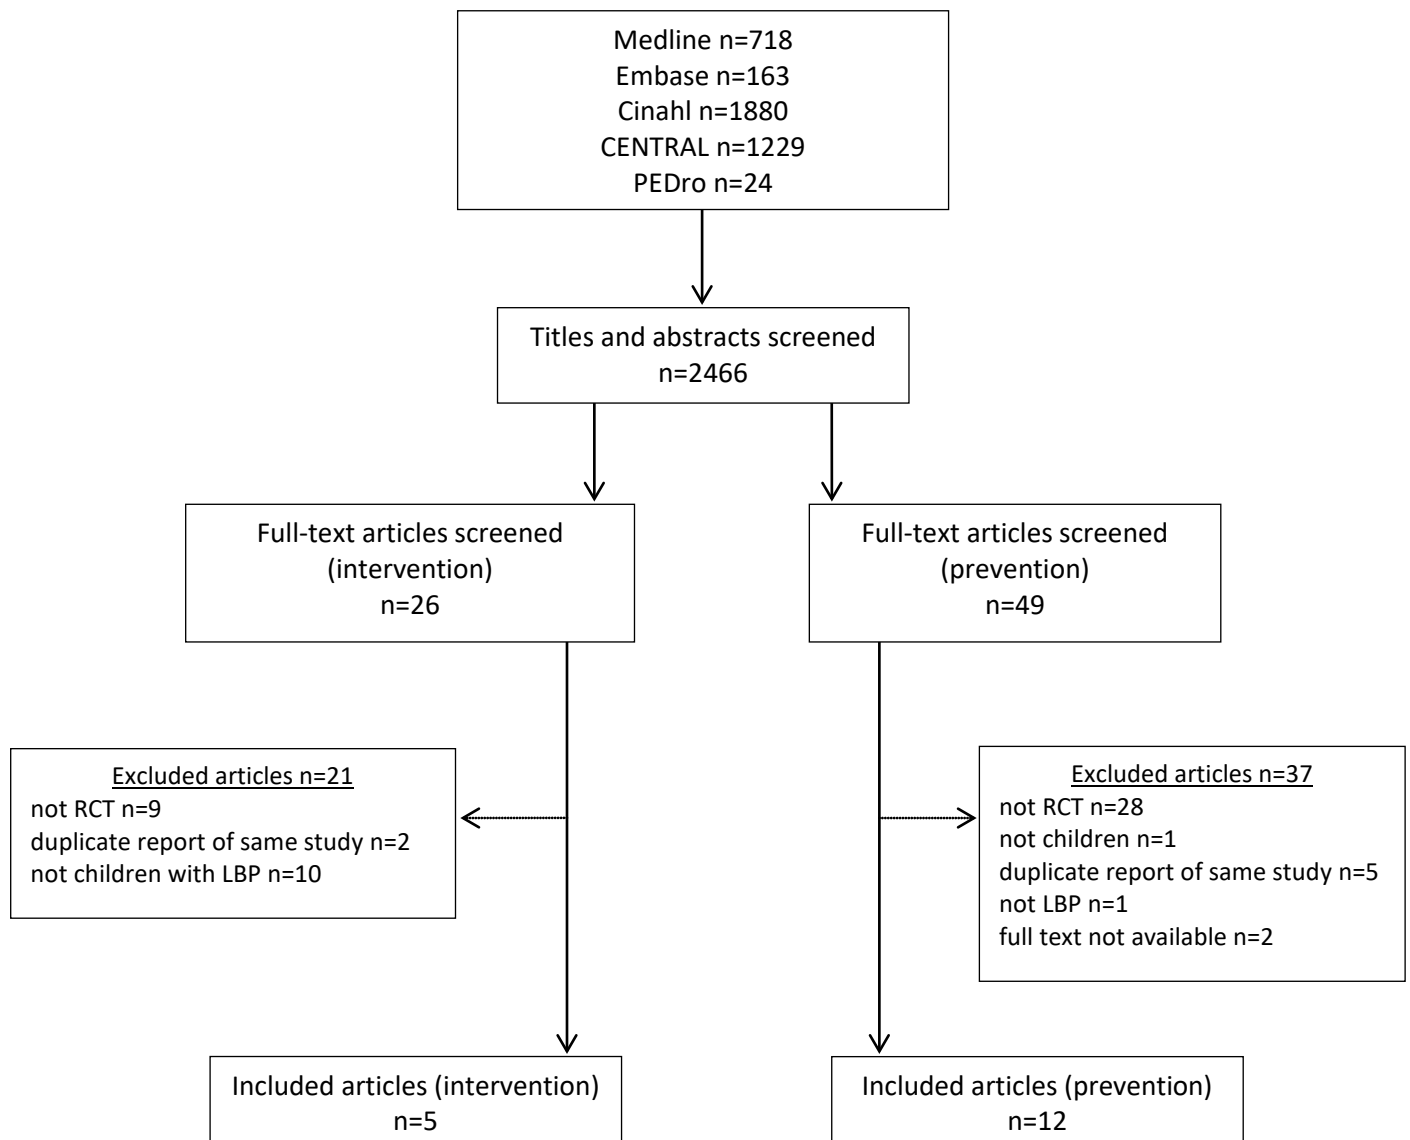 Medline n=718
Embase n=163
Cinahl n=1880
CENTRAL n=1229
PEDro n=24
Titles and abstracts screened
n=2466
Full-text articles screened
(intervention)
n=26
Full-text articles screened
(prevention)
n=49
Excluded articles n=21
not RCT n=9
duplicate report of same study n=2
not children with LBP n=10
Excluded articles n=37
not RCT n=28
not children n=1
duplicate report of same study n=5
not LBP n=1
full text not available n=2
Included articles (intervention)
n=5
Included articles (prevention)
n=12